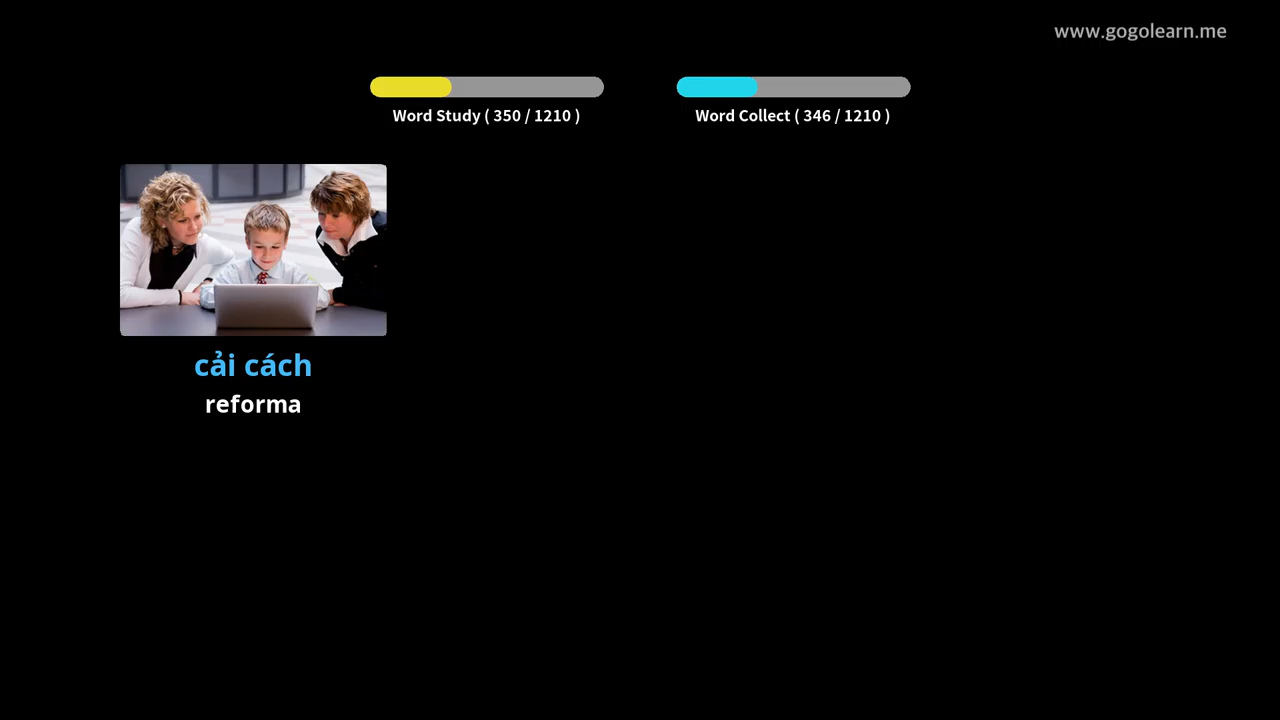 www.gogolearn.me
Word Study ( 350 / 1210 )
Word Collect ( 346 / 1210 )
cải cách
reforma